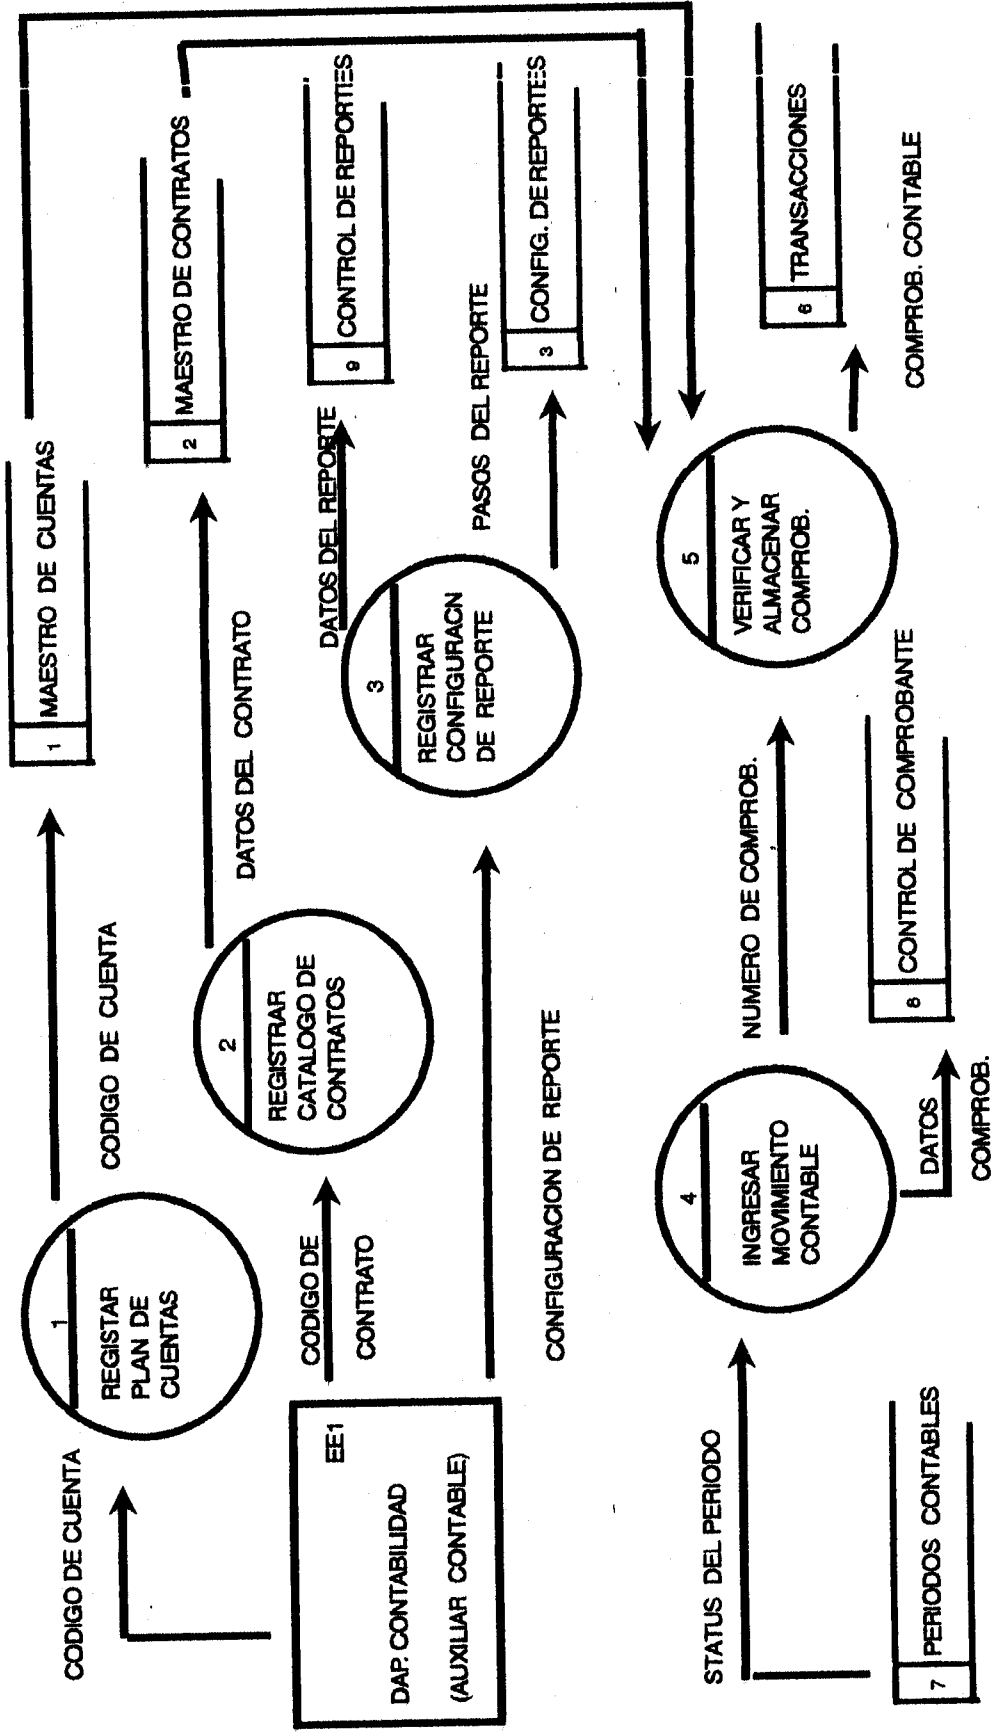 CODIGO DE CUENTA
1
REGISTAR
PLAN DE
CUENTAS
CODIGO DE CUENTA
1
MAESTRO DE CUENTAS
EE1
DAP. CONTABILIDAD
(AUXILIAR CONTABLE)
CODIGO DE
CONTRATO
2
REGISTRAR
CATALOGO DE
CONTRATOS
DATOS DEL CONTRATO
2
MAESTRO DE CONTRATOS
CONFIGURACION DE REPORTE
3
REGISTRAR
CONFIGURACN
DE REPORTE
DATOS DEL REPORTE
9
CONTROL DE REPORTES
PASOS DEL REPORTE
3
CONFIG. DE REPORTES
STATUS DEL PERIODO
7
PERIODOS CONTABLES
4
INGRESAR
MOVIMIENTO
CONTABLE
DATOS
COMPROB.
NUMERO DE COMPROB.
8
CONTROL DE COMPROBANTE
5
VERIFICAR Y
ALMACENAR
COMPROB.
6
TRANSACCIONES
COMPROB. CONTABLE